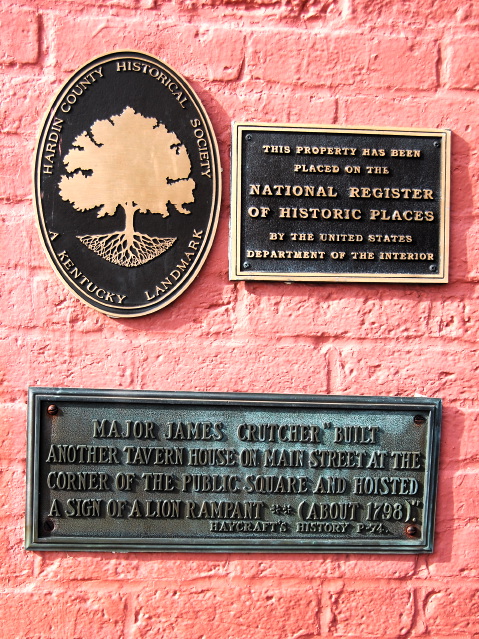 HARDIN COUNTY HISTORICAL SOCIETY
A KENTUCKY LANDMARK
THIS PROPERTY HAS BEEN
PLACED ON THE
NATIONAL REGISTER
OF HISTORIC PLACES
BY THE UNITED STATES
DEPARTMENT OF THE INTERIOR
MAJOR JAMES CRUTCHER "BUILT
ANOTHER TAVERN HOUSE ON MAIN STREET AT THE
CORNER OF THE PUBLIC SQUARE AND HOISTED
A SIGN OF A LION RAMPANT ** (ABOUT 1798)"
HAYCRAFT'S HISTORY P-74.